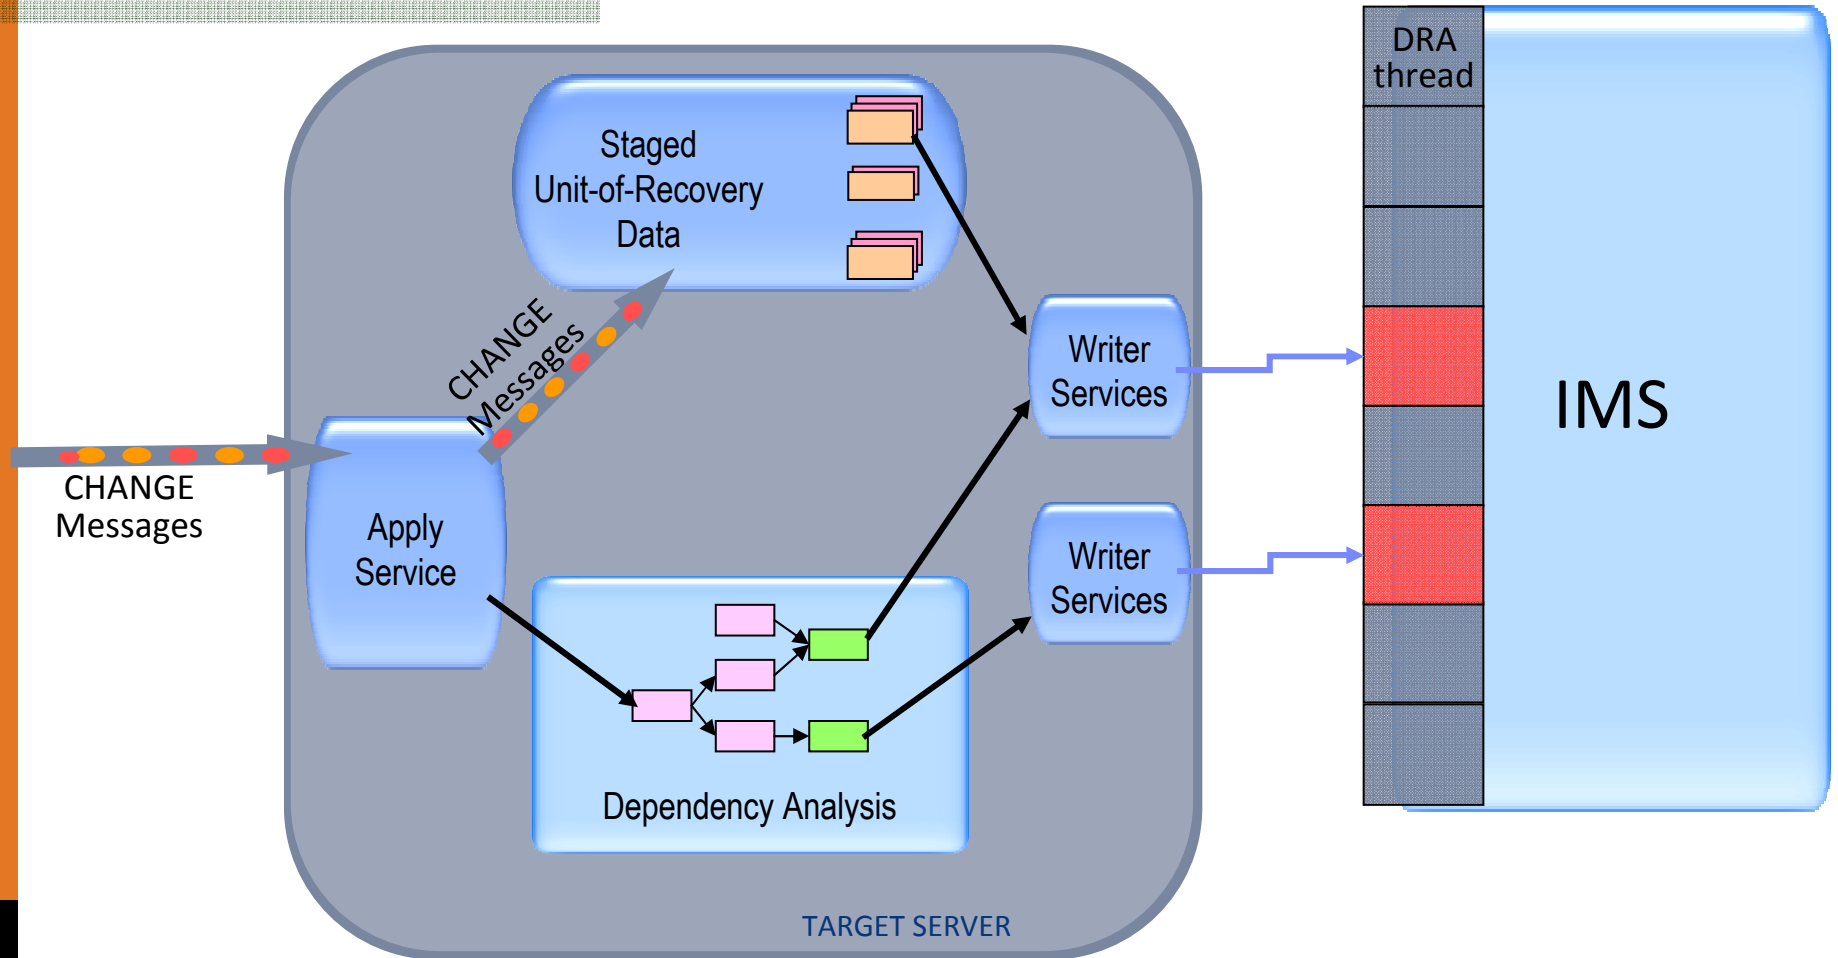 DRA
thread
Staged
Unit-of-Recovery
Data
CHANGE
Messages
Writer
Services
IMS
CHANGE
Messages
Apply
Service
Writer
Services
Dependency Analysis
TARGET SERVER